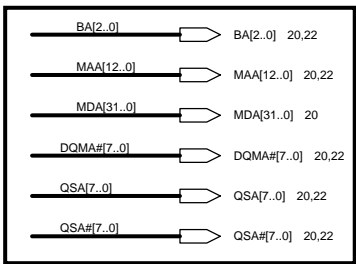 BA[2..0] BA[2..0] 20,22
MAA[12..0] MAA[12..0] 20,22
MDA[31..0] MDA[31..0] 20
DQMA#[7..0] DQMA#[7..0] 20,22
QSA[7..0] QSA[7..0] 20,22
QSA#[7..0] QSA#[7..0] 20,22